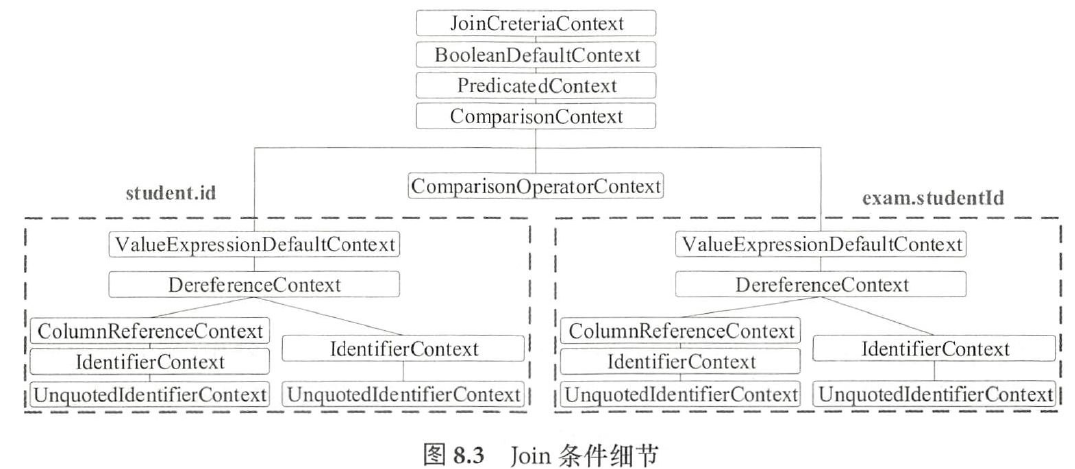 JoinCreteriaContext
BooleanDefaultContext
PredicatedContext
ComparisonContext
student.id
ComparisonOperatorContext
exam.studentId
ValueExpressionDefaultContext
ValueExpressionDefaultContext
DereferenceContext
DereferenceContext
ColumnReferenceContext
IdentifierContext
ColumnReferenceContext
IdentifierContext
IdentifierContext
IdentifierContext
UnquotedIdentifierContext
UnquotedIdentifierContext
UnquotedIdentifierContext
UnquotedIdentifierContext
图 8.3 Join 条件细节